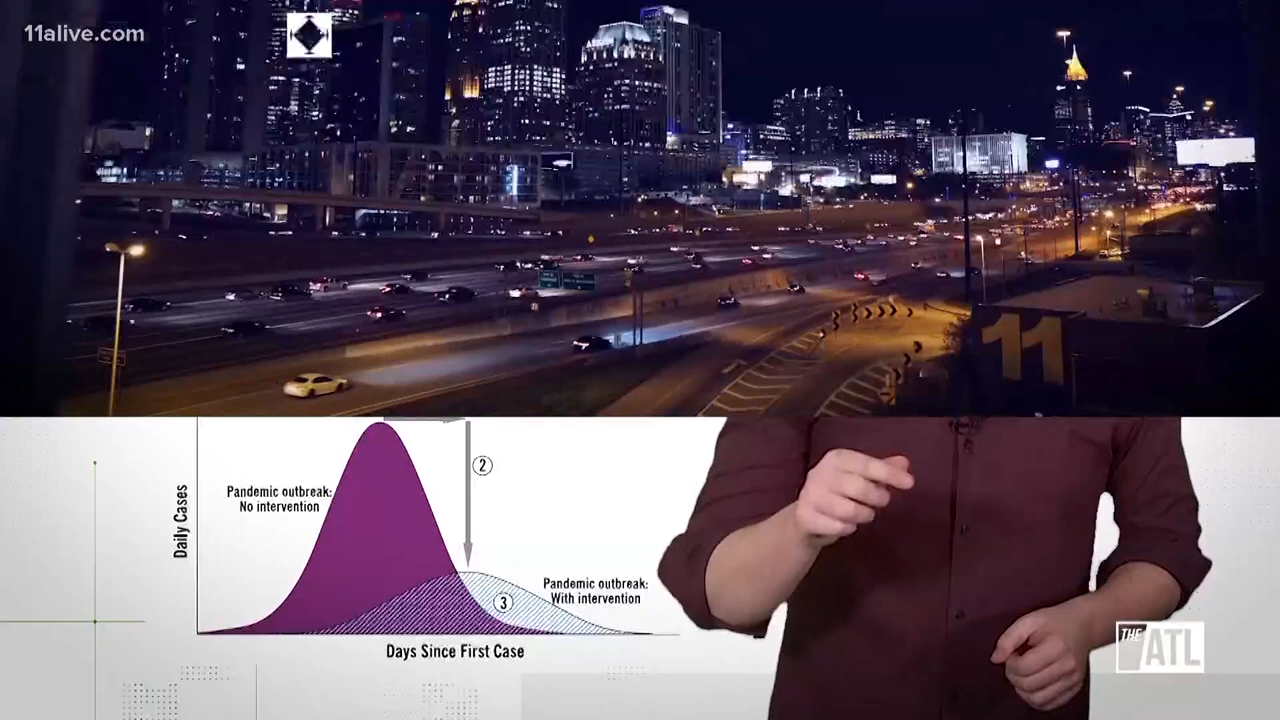 11alive.com
11
Pandemic outbreak:
No intervention
Daily Cases
2
3
Pandemic outbreak:
With intervention
Days Since First Case
THE ATL